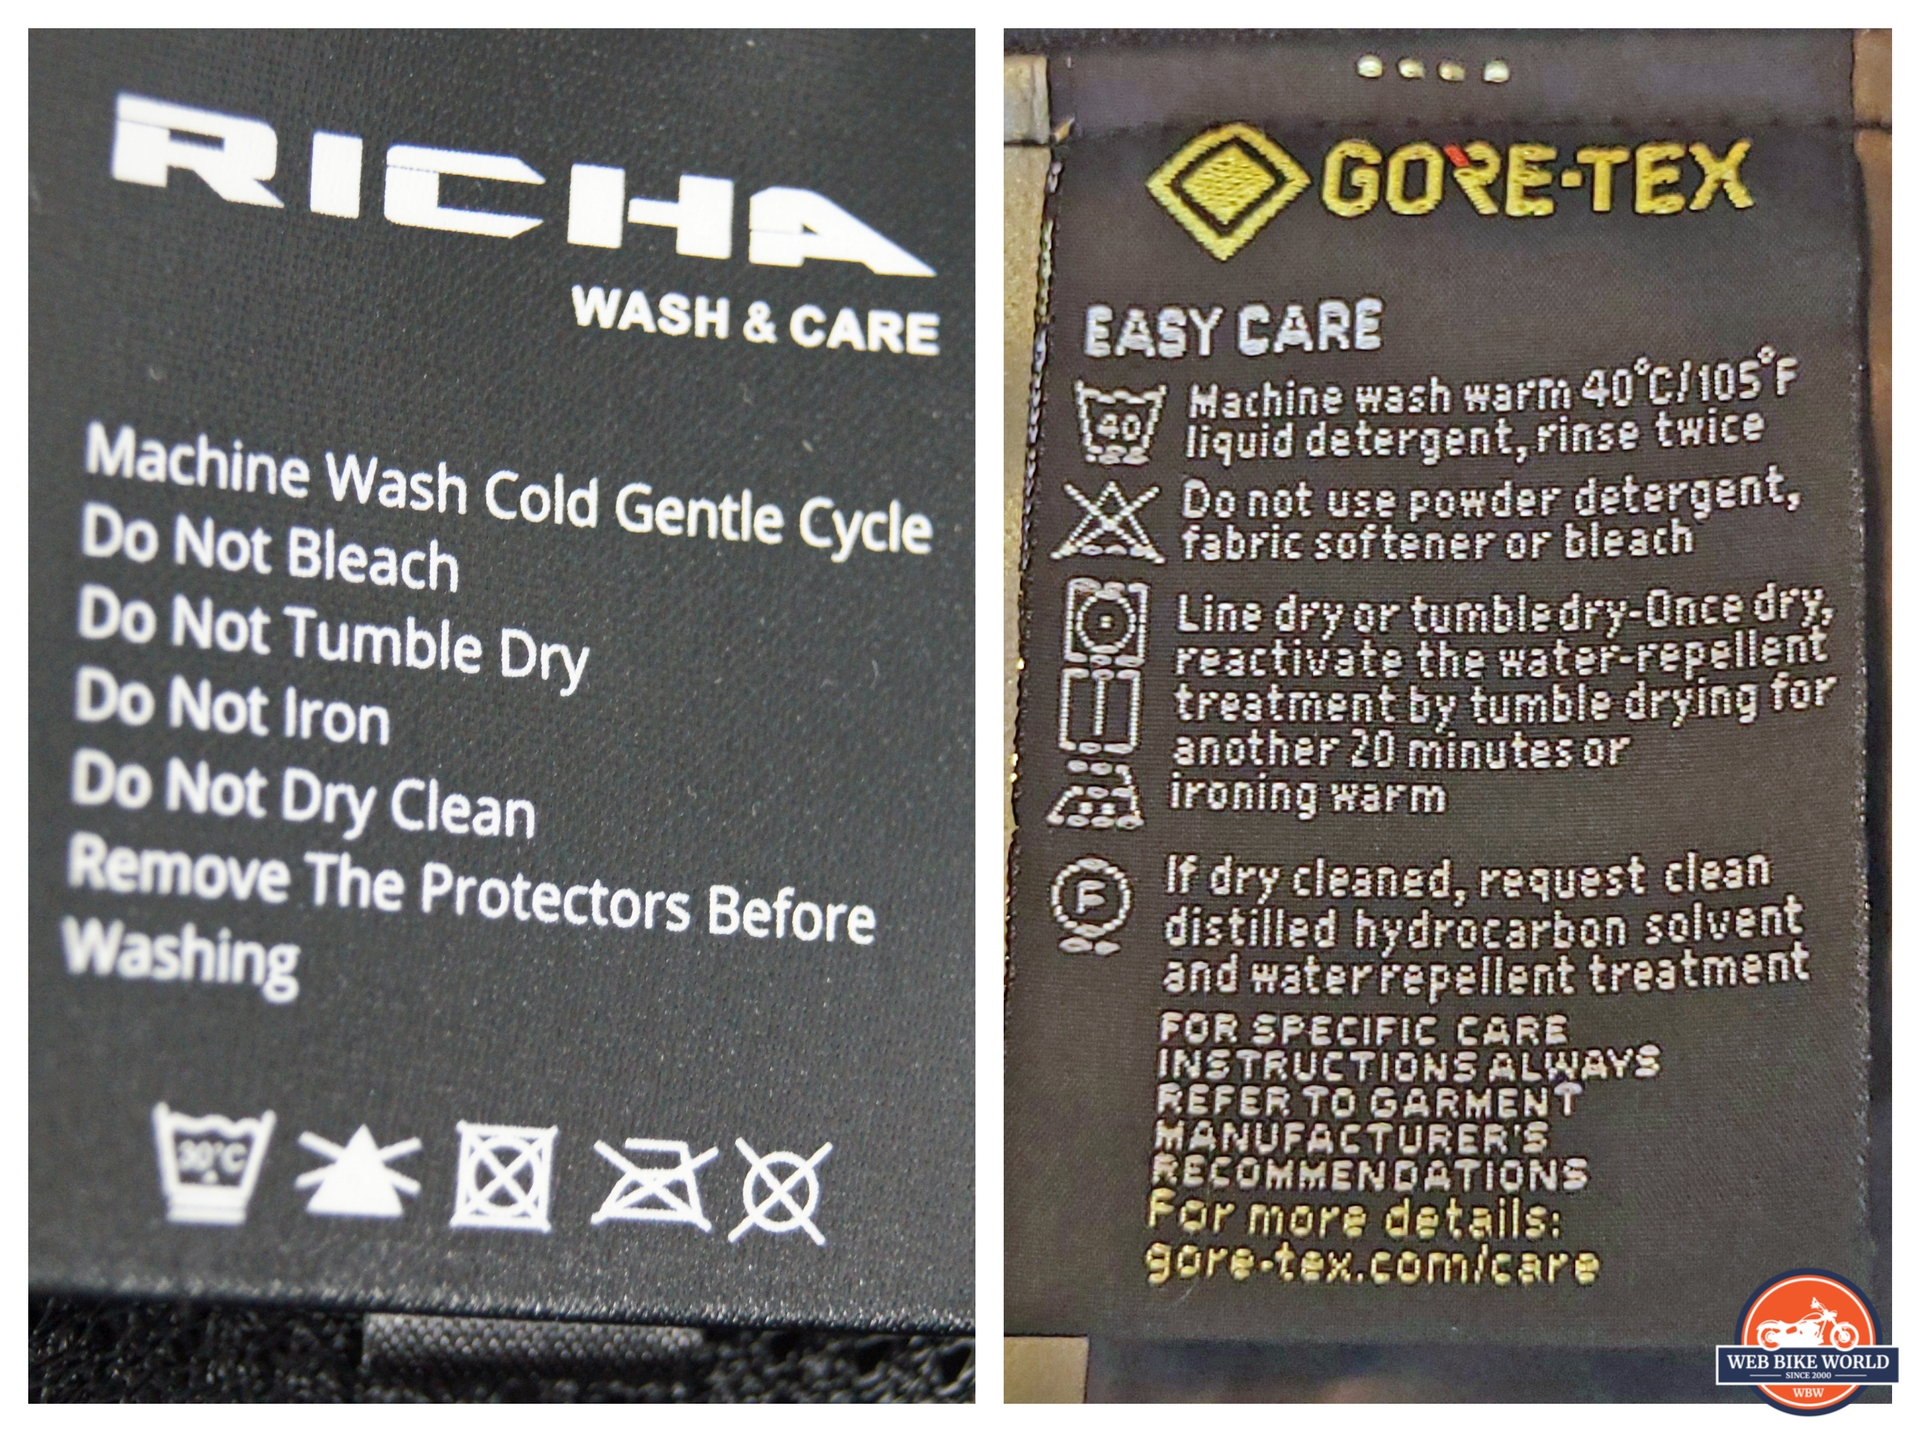 RICHA
WASH & CARE
Machine Wash Cold Gentle Cycle
Do Not Bleach
Do Not Tumble Dry
Do Not Iron
Do Not Dry Clean
Remove The Protectors Before
Washing
30°C
GORE-TEX
EASY CARE
40
Machine wash warm 40°C/105°F
liquid detergent, rinse twice
Do not use powder detergent,
fabric softener or bleach
Line dry or tumble dry-Once dry,
reactivate the water-repellent
treatment by tumble drying for
another 20 minutes or
ironing warm
F
If dry cleaned, request clean
distilled hydrocarbon solvent
and water repellent treatment
FOR SPECIFIC CARE
INSTRUCTIONS ALWAYS
REFER TO GARMENT
MANUFACTURER'S
RECOMMENDATIONS
For more details:
gore-tex.com/care
WEB BIKE WORLD
SINCE 2000
WBW